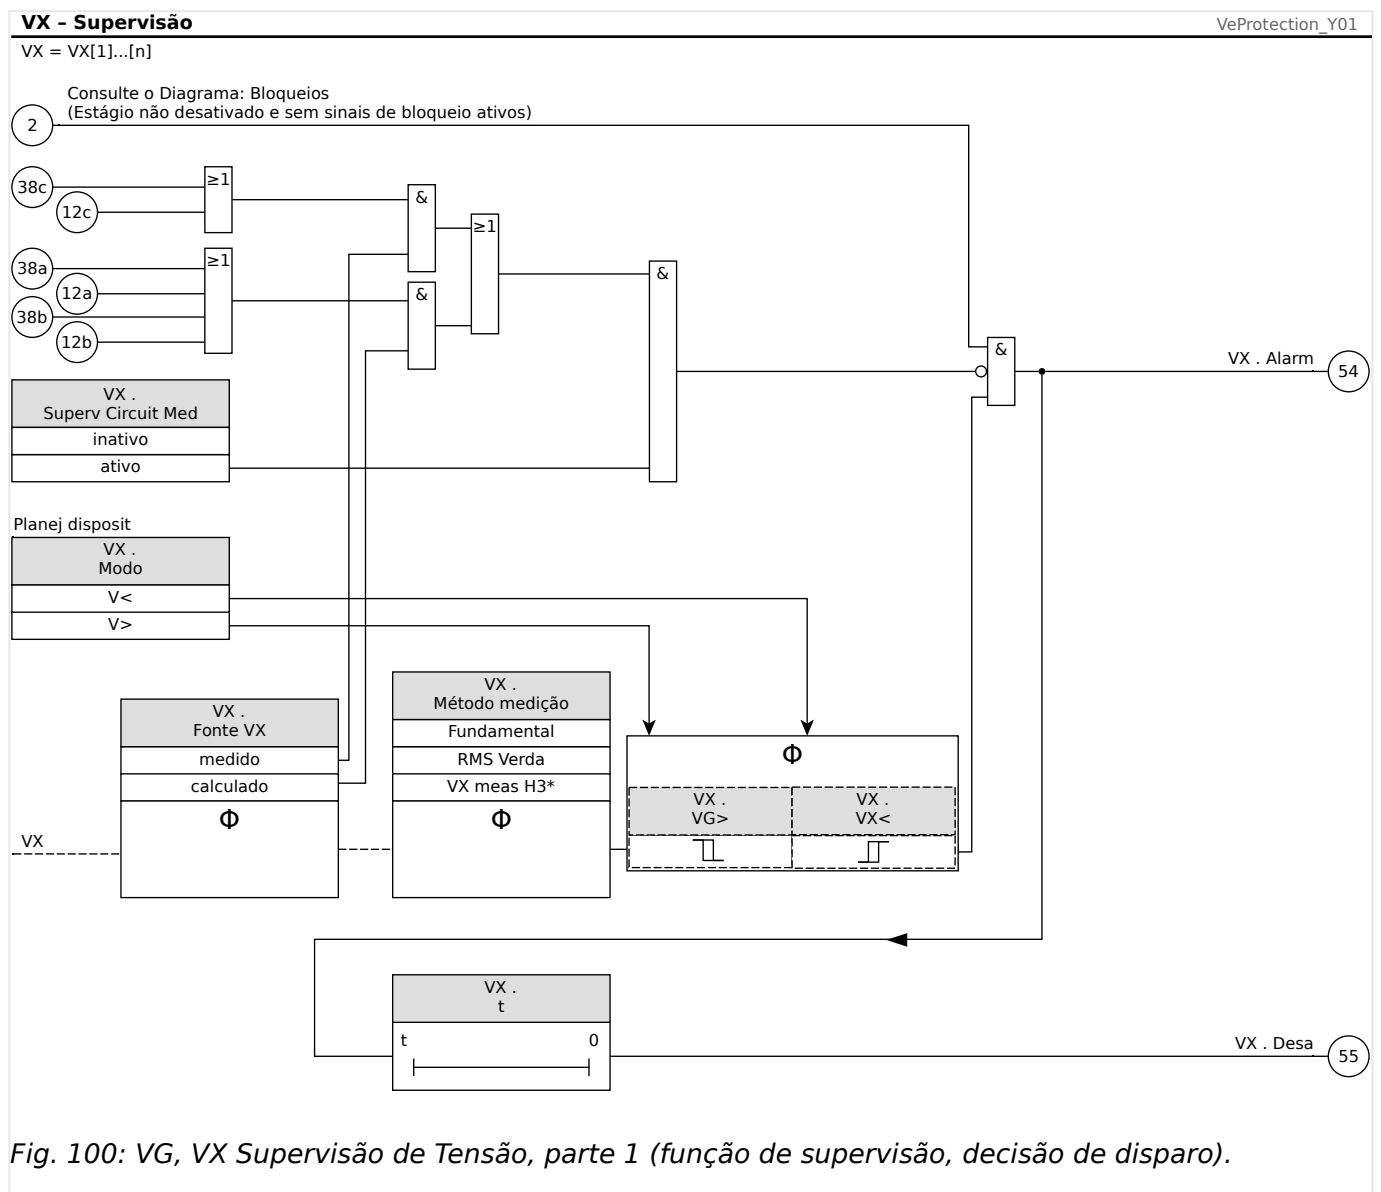 VX – Supervisão
VeProtection_Y01
VX = VX[1]...[n]
Consulte o Diagrama: Bloqueios
(Estágio não desativado e sem sinais de bloqueio ativos)
2
38c
12c
≥1
&
≥1
38a
12a
38b
12b
≥1
&
&
&
VX . Alarm
54
VX .
Superv Circuit Med
inativo
ativo
Planej disposit
VX .
Modo
V<
V>
VX .
Fonte VX
medido
calculado
Φ
VX
VX .
Método medição
Fundamental
RMS Verda
VX meas H3*
Φ
Φ
VX .
VG>
VX .
VX<
VX .
t
t
0
VX . Desa
55
Fig. 100: VG, VX Supervisão de Tensão, parte 1 (função de supervisão, decisão de disparo).